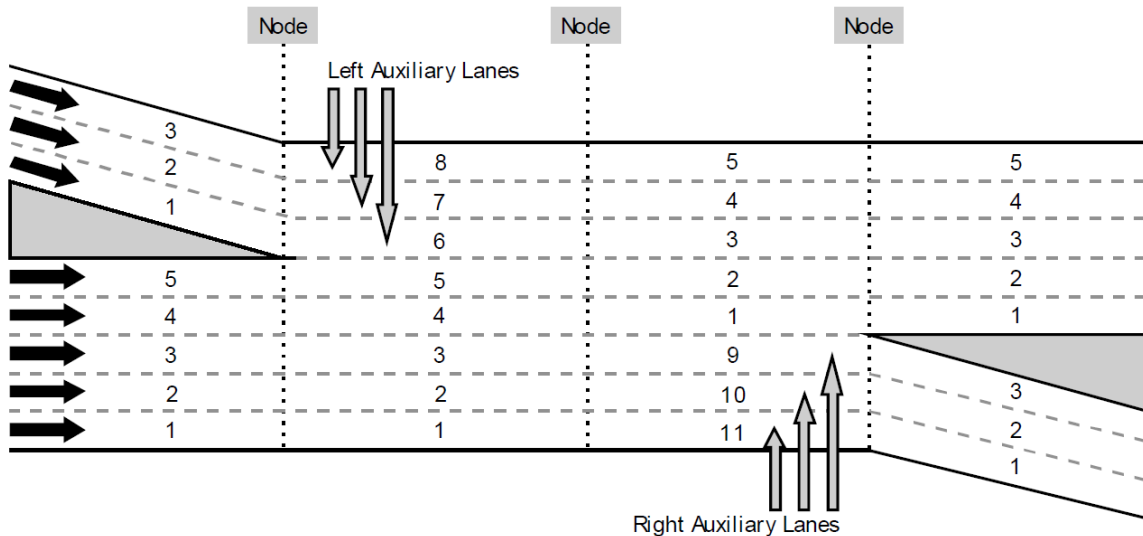 Node Node Node
Left Auxiliary Lanes
3
8 5 5
2
7 4 4
1
6 3 3
5 5 2 2
4 4 1 1
3 3 9
3
2 2 10
2
1 1 11
1
Right Auxiliary Lanes